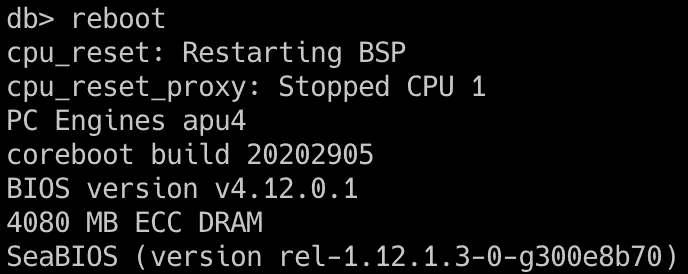 db> reboot
cpu_reset: Restarting BSP
cpu_reset_proxy: Stopped CPU 1
PC Engines apu4
coreboot build 20202905
BIOS version v4.12.0.1
4080 MB ECC DRAM
SeaBIOS (version rel-1.12.1.3-0-g300e8b70)